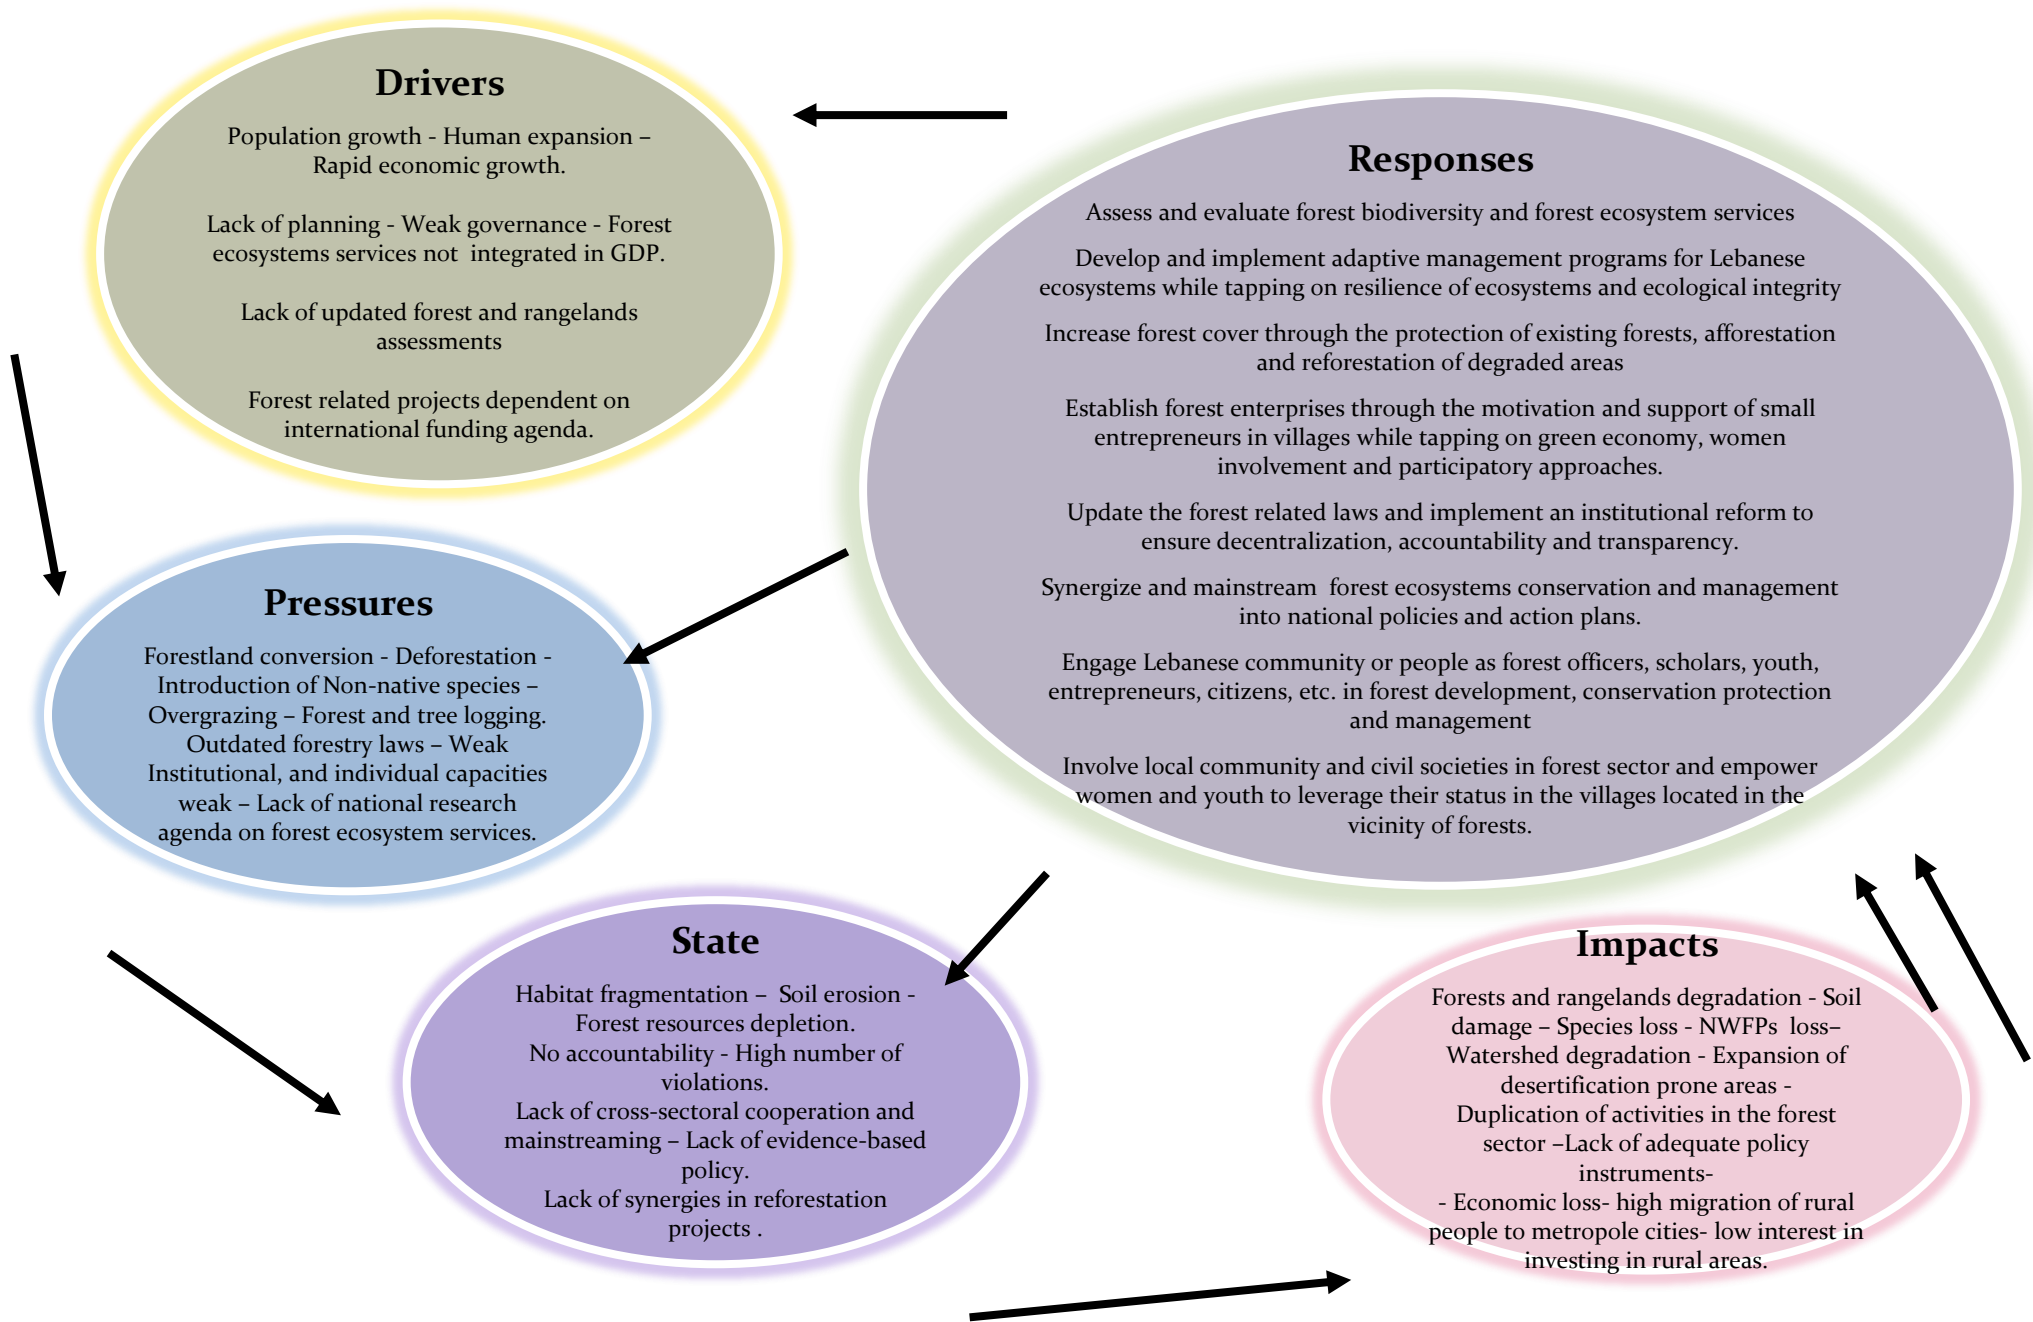 Drivers
Population growth - Human expansion –
Rapid economic growth.
Lack of planning - Weak governance - Forest
ecosystems services not  integrated in GDP.
Lack of updated forest and rangelands
assessments
Forest related projects dependent on
international funding agenda.
Responses
Assess and evaluate forest biodiversity and forest ecosystem services
Develop and implement adaptive management programs for Lebanese
ecosystems while tapping on resilience of ecosystems and ecological integrity
Increase forest cover through the protection of existing forests, afforestation
and reforestation of degraded areas
Establish forest enterprises through the motivation and support of small
entrepreneurs in villages while tapping on green economy, women
involvement and participatory approaches.
Update the forest related laws and implement an institutional reform to
ensure decentralization, accountability and transparency.
Synergize and mainstream  forest ecosystems conservation and management
into national policies and action plans.
Engage Lebanese community or people as forest officers, scholars, youth,
entrepreneurs, citizens, etc. in forest development, conservation protection
and management
Involve local community and civil societies in forest sector and empower
women and youth to leverage their status in the villages located in the
vicinity of forests.
Pressures
Forestland conversion - Deforestation -
Introduction of Non-native species –
Overgrazing – Forest and tree logging.
Outdated forestry laws – Weak
Institutional, and individual capacities
weak – Lack of national research
agenda on forest ecosystem services.
State
Habitat fragmentation –  Soil erosion -
Forest resources depletion.
No accountability - High number of
violations.
Lack of cross-sectoral cooperation and
mainstreaming – Lack of evidence-based
policy.
Lack of synergies in reforestation
projects .
Impacts
Forests and rangelands degradation - Soil
damage – Species loss - NWFPs  loss–
Watershed degradation - Expansion of
desertification prone areas -
Duplication of activities in the forest
sector –Lack of adequate policy
instruments-
- Economic loss- high migration of rural
people to metropole cities- low interest in
investing in rural areas.